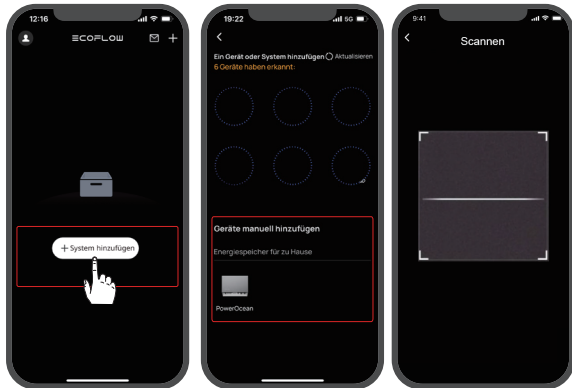 12:16
ECOFLOW
+ System hinzufügen
19:22
5G
Ein Gerät oder System hinzufügen Aktualisieren
6 Geräte haben erkannt:
Geräte manuell hinzufügen
Energiespeicher für zu Hause
PowerOcean
9:41
Scannen